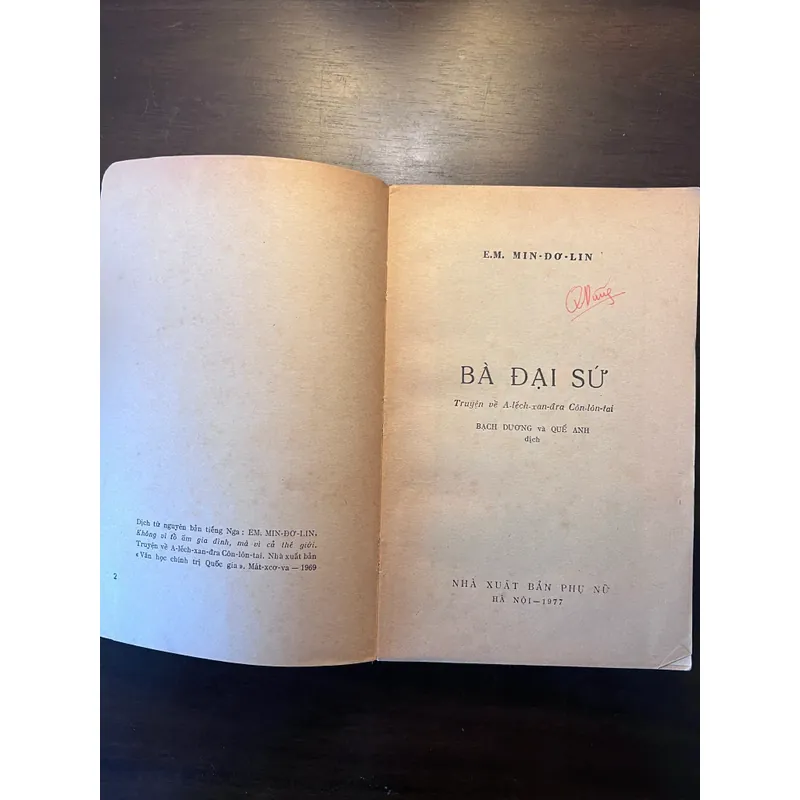 Dịch từ nguyên bản tiếng Nga : EM. MIN-ĐƠ-LIN,
Không vì tổ ấm gia đình, mà vì cả thế giới.
Truyện về A-lếch-xan-đra Côn-lôn-tai. Nhà xuất bản
« Văn học chính trị Quốc gia ». Mát-xcơ-va — 1969
2
E.M. MIN-DƠ-LIN
BÀ ĐẠI SỨ
Truyện về A-lếch-xan-đra Côn-lôn-tai
BẠCH DƯƠNG và QUẾ ANH
dịch
NHÀ XUẤT BẢN PHỤ NỮ
HÀ NỘI—1977